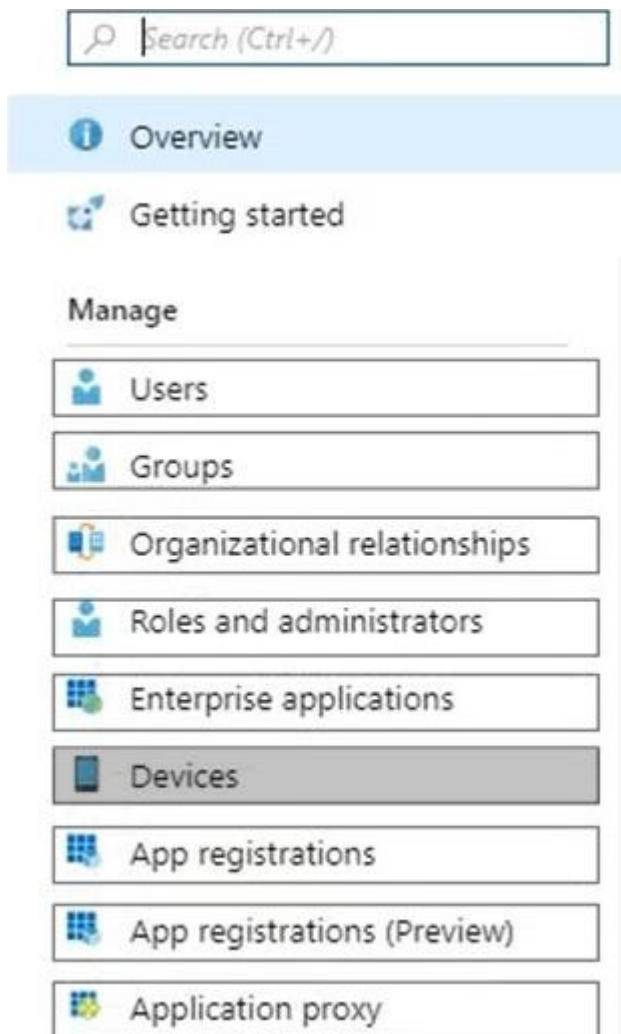 Search (Ctrl+/)
Overview
Getting started
Manage
Users
Groups
Organizational relationships
Roles and administrators
Enterprise applications
Devices
App registrations
App registrations (Preview)
Application proxy